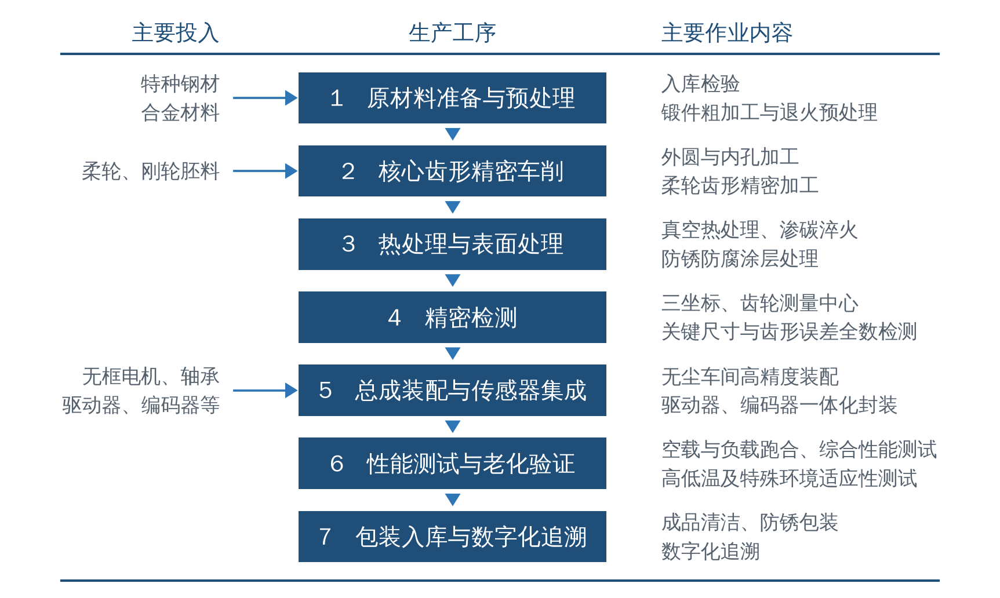 主要投入
生产工序
主要作业内容
特种钢材
合金材料
1 原材料准备与预处理
入库检验
锻件粗加工与退火预处理
柔轮、刚轮胚料
2 核心齿形精密车削
外圆与内孔加工
柔轮齿形精密加工
3 热处理与表面处理
真空热处理、渗碳淬火
防锈防腐涂层处理
4 精密检测
三坐标、齿轮测量中心
关键尺寸与齿形误差全数检测
无框电机、轴承
驱动器、编码器等
5 总成装配与传感器集成
无尘车间高精度装配
驱动器、编码器一体化封装
6 性能测试与老化验证
空载与负载跑合、综合性能测试
高低温及特殊环境适应性测试
7 包装入库与数字化追溯
成品清洁、防锈包装
数字化追溯